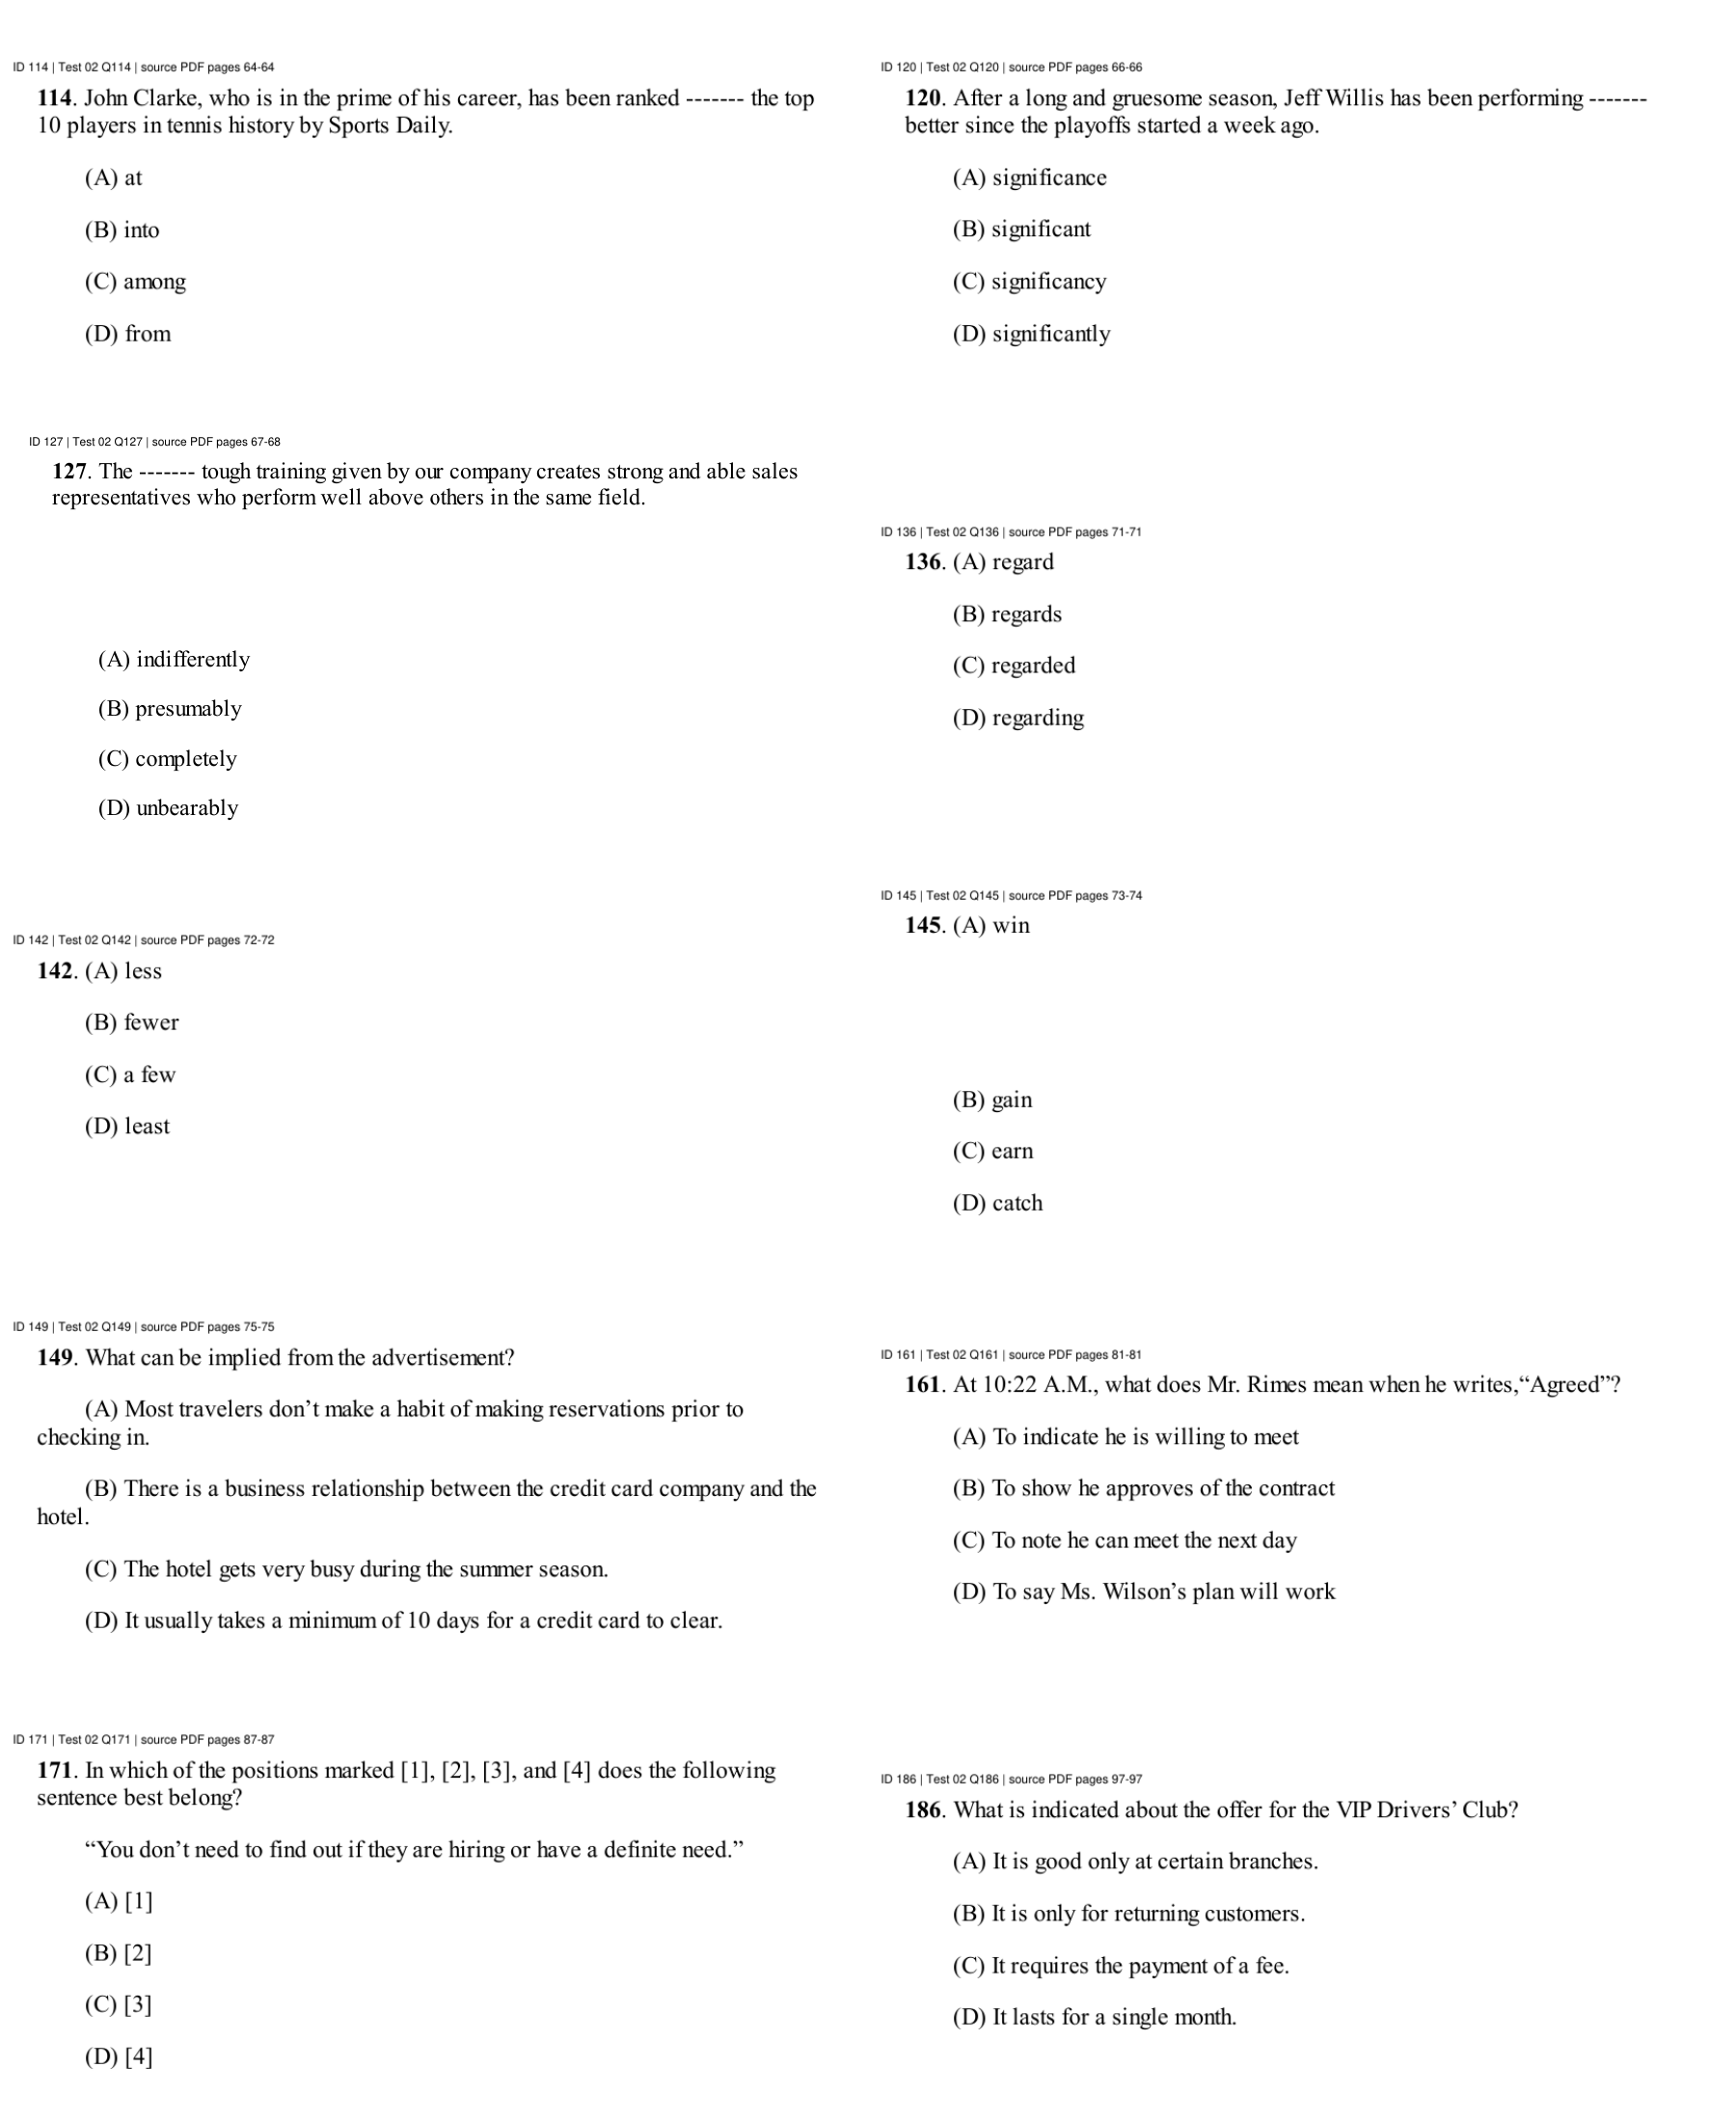 ID 114 | Test 02 Q114 | source PDF pages 64-64
114. John Clarke, who is in the prime of his career, has been ranked ------- the top
10 players in tennis history by Sports Daily.
(A) at
(B) into
(C) among
(D) from
ID 120 | Test 02 Q120 | source PDF pages 66-66
120. After a long and gruesome season, Jeff Willis has been performing -------
better since the playoffs started a week ago.
(A) significance
(B) significant
(C) significancy
(D) significantly
ID 127 | Test 02 Q127 | source PDF pages 67-68
127. The ------- tough training given by our company creates strong and able sales
representatives who perform well above others in the same field.
(A) indifferently
(B) presumably
(C) completely
(D) unbearably
ID 136 | Test 02 Q136 | source PDF pages 71-71
136. (A) regard
(B) regards
(C) regarded
(D) regarding
ID 142 | Test 02 Q142 | source PDF pages 72-72
142. (A) less
(B) fewer
(C) a few
(D) least
ID 145 | Test 02 Q145 | source PDF pages 73-74
145. (A) win
(B) gain
(C) earn
(D) catch
ID 149 | Test 02 Q149 | source PDF pages 75-75
149. What can be implied from the advertisement?
(A) Most travelers don’t make a habit of making reservations prior to
checking in.
(B) There is a business relationship between the credit card company and the
hotel.
(C) The hotel gets very busy during the summer season.
(D) It usually takes a minimum of 10 days for a credit card to clear.
ID 161 | Test 02 Q161 | source PDF pages 81-81
161. At 10:22 A.M., what does Mr. Rimes mean when he writes,“Agreed”?
(A) To indicate he is willing to meet
(B) To show he approves of the contract
(C) To note he can meet the next day
(D) To say Ms. Wilson’s plan will work
ID 171 | Test 02 Q171 | source PDF pages 87-87
171. In which of the positions marked [1], [2], [3], and [4] does the following
sentence best belong?
“You don’t need to find out if they are hiring or have a definite need.”
(A) [1]
(B) [2]
(C) [3]
(D) [4]
ID 186 | Test 02 Q186 | source PDF pages 97-97
186. What is indicated about the offer for the VIP Drivers’ Club?
(A) It is good only at certain branches.
(B) It is only for returning customers.
(C) It requires the payment of a fee.
(D) It lasts for a single month.